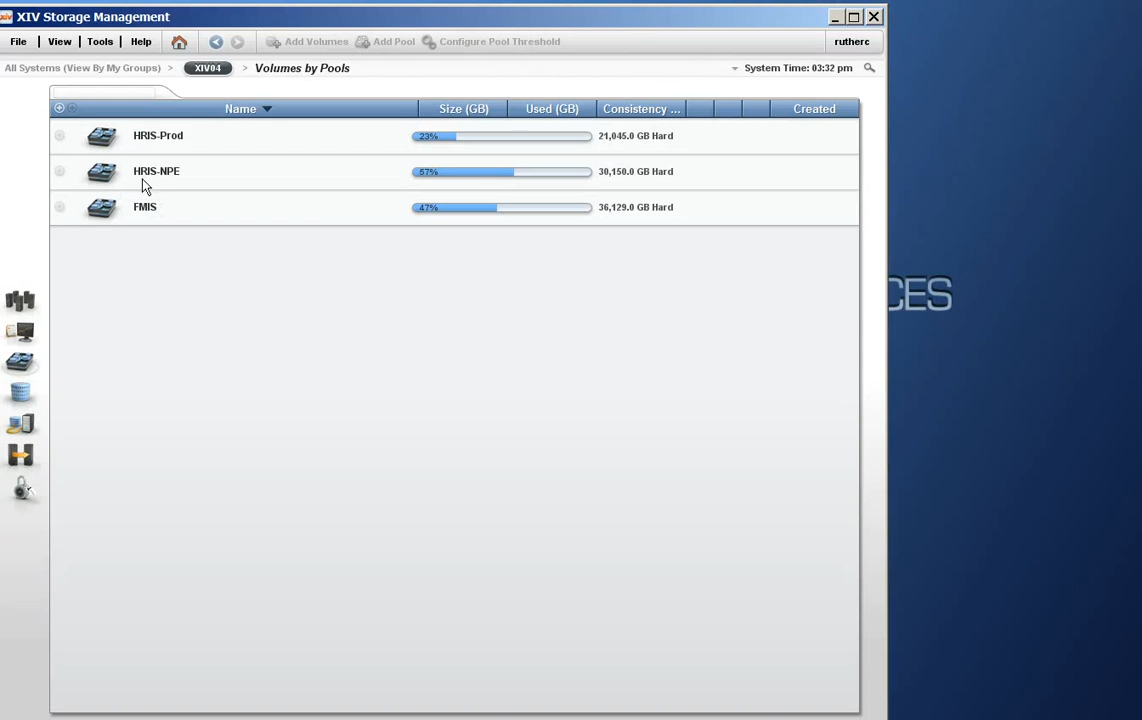 XIV XIV Storage Management
File View Tools Help Add Volumes Add Pool Configure Pool Threshold rutherc
All Systems (View By My Groups) > XIV04 > Volumes by Pools System Time: 03:32 pm
Name Size (GB) Used (GB) Consistency ... Created
HRIS-Prod 23% 21,045.0 GB Hard
HRIS-NPE 57% 30,150.0 GB Hard
FMIS 47% 36,129.0 GB Hard
CES